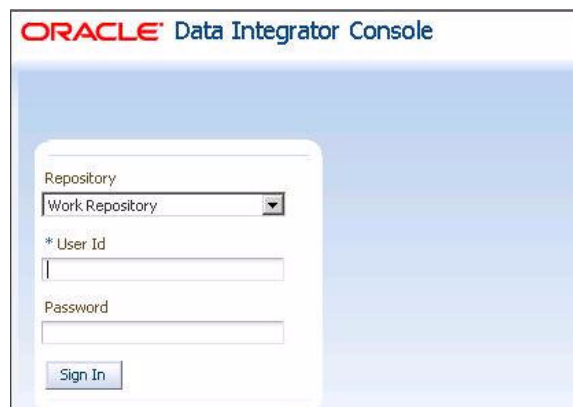 ORACLE Data Integrator Console
Repository
Work Repository
* User Id
Password
Sign In